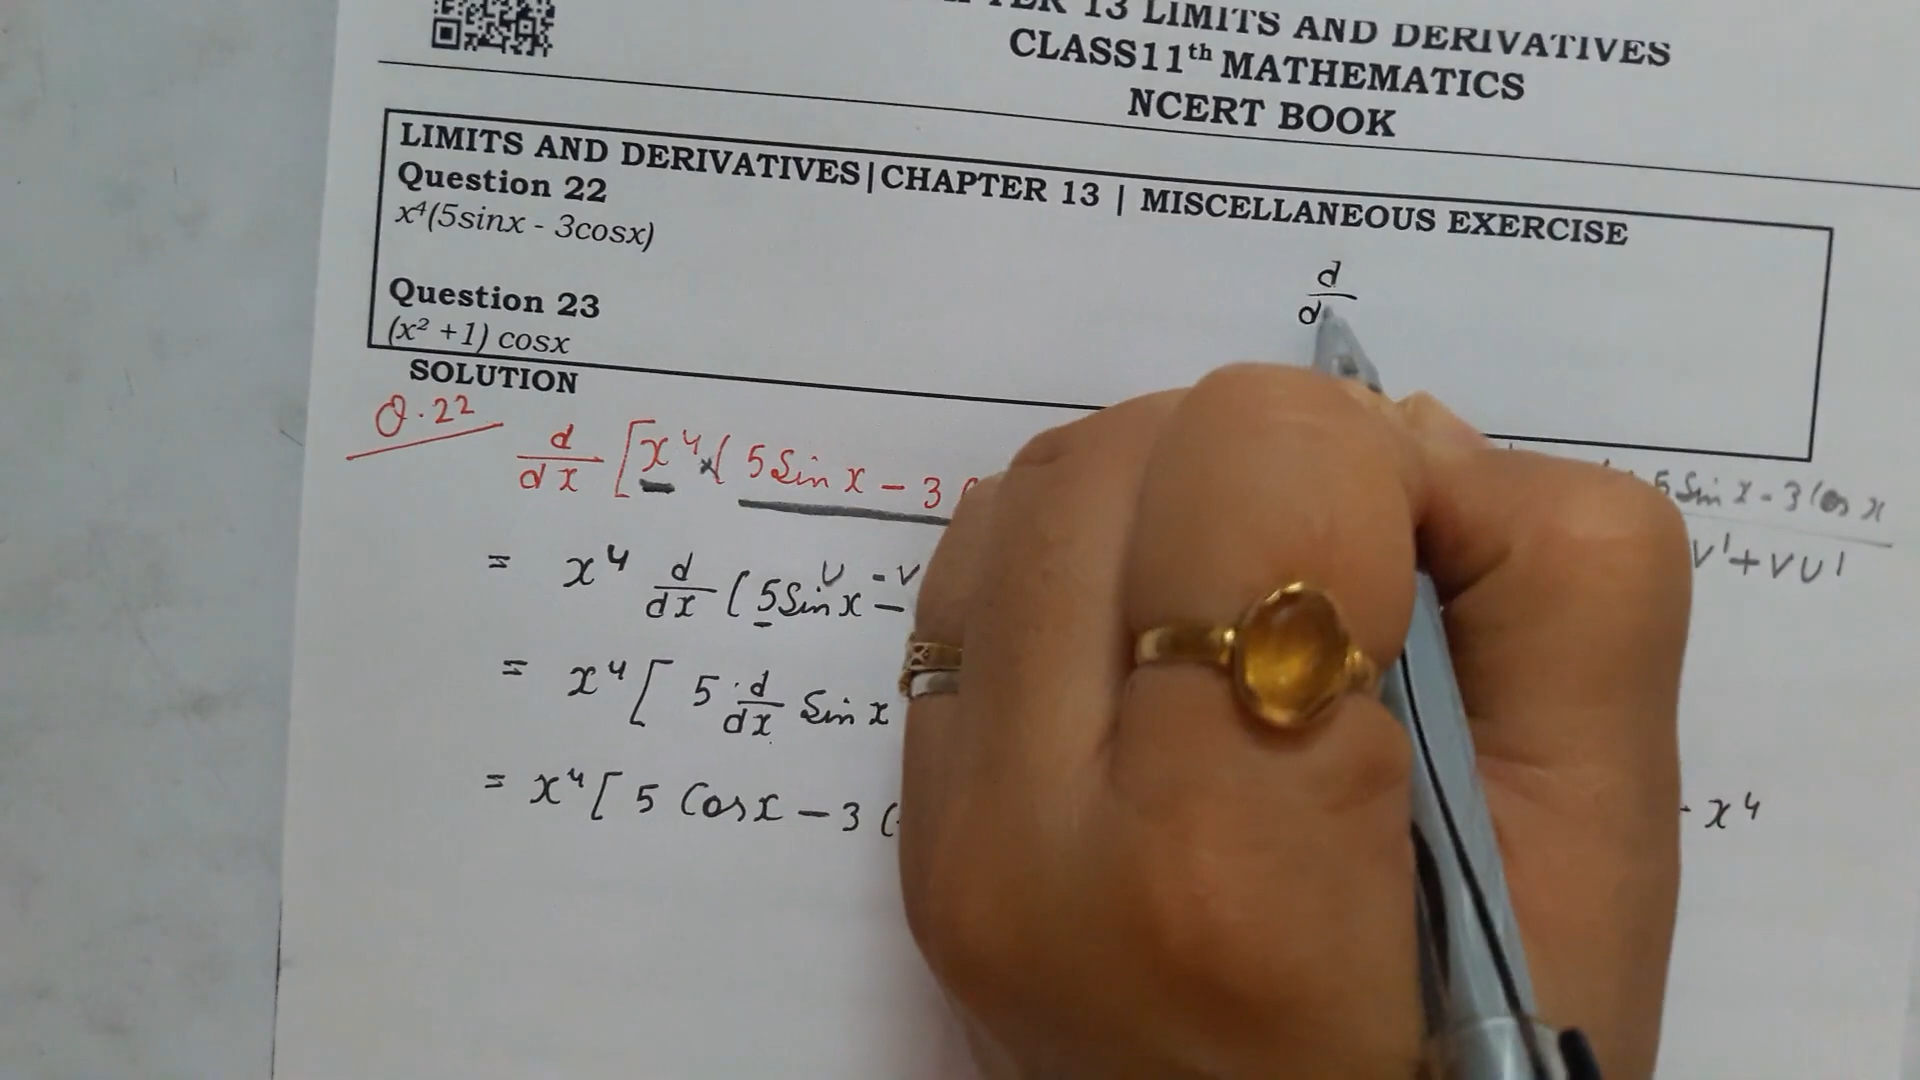 13 LIMITS AND DERIVATIVES
CLASS11th MATHEMATICS
NCERT BOOK
LIMITS AND DERIVATIVES|CHAPTER 13 | MISCELLANEOUS EXERCISE
Question 22
x⁴(5sinx - 3cosx)
Question 23
(x² +1) cosx
d
d
SOLUTION
Q.22
d/dx [x⁴ × (5 Sin x - 3
5 Sin x - 3 Cos x
V' + VU'
U - V
= x⁴ d/dx (5 Sin x -
= x⁴ [ 5 · d/dx Sin x
= x⁴ [ 5 Cos x - 3 (
x⁴